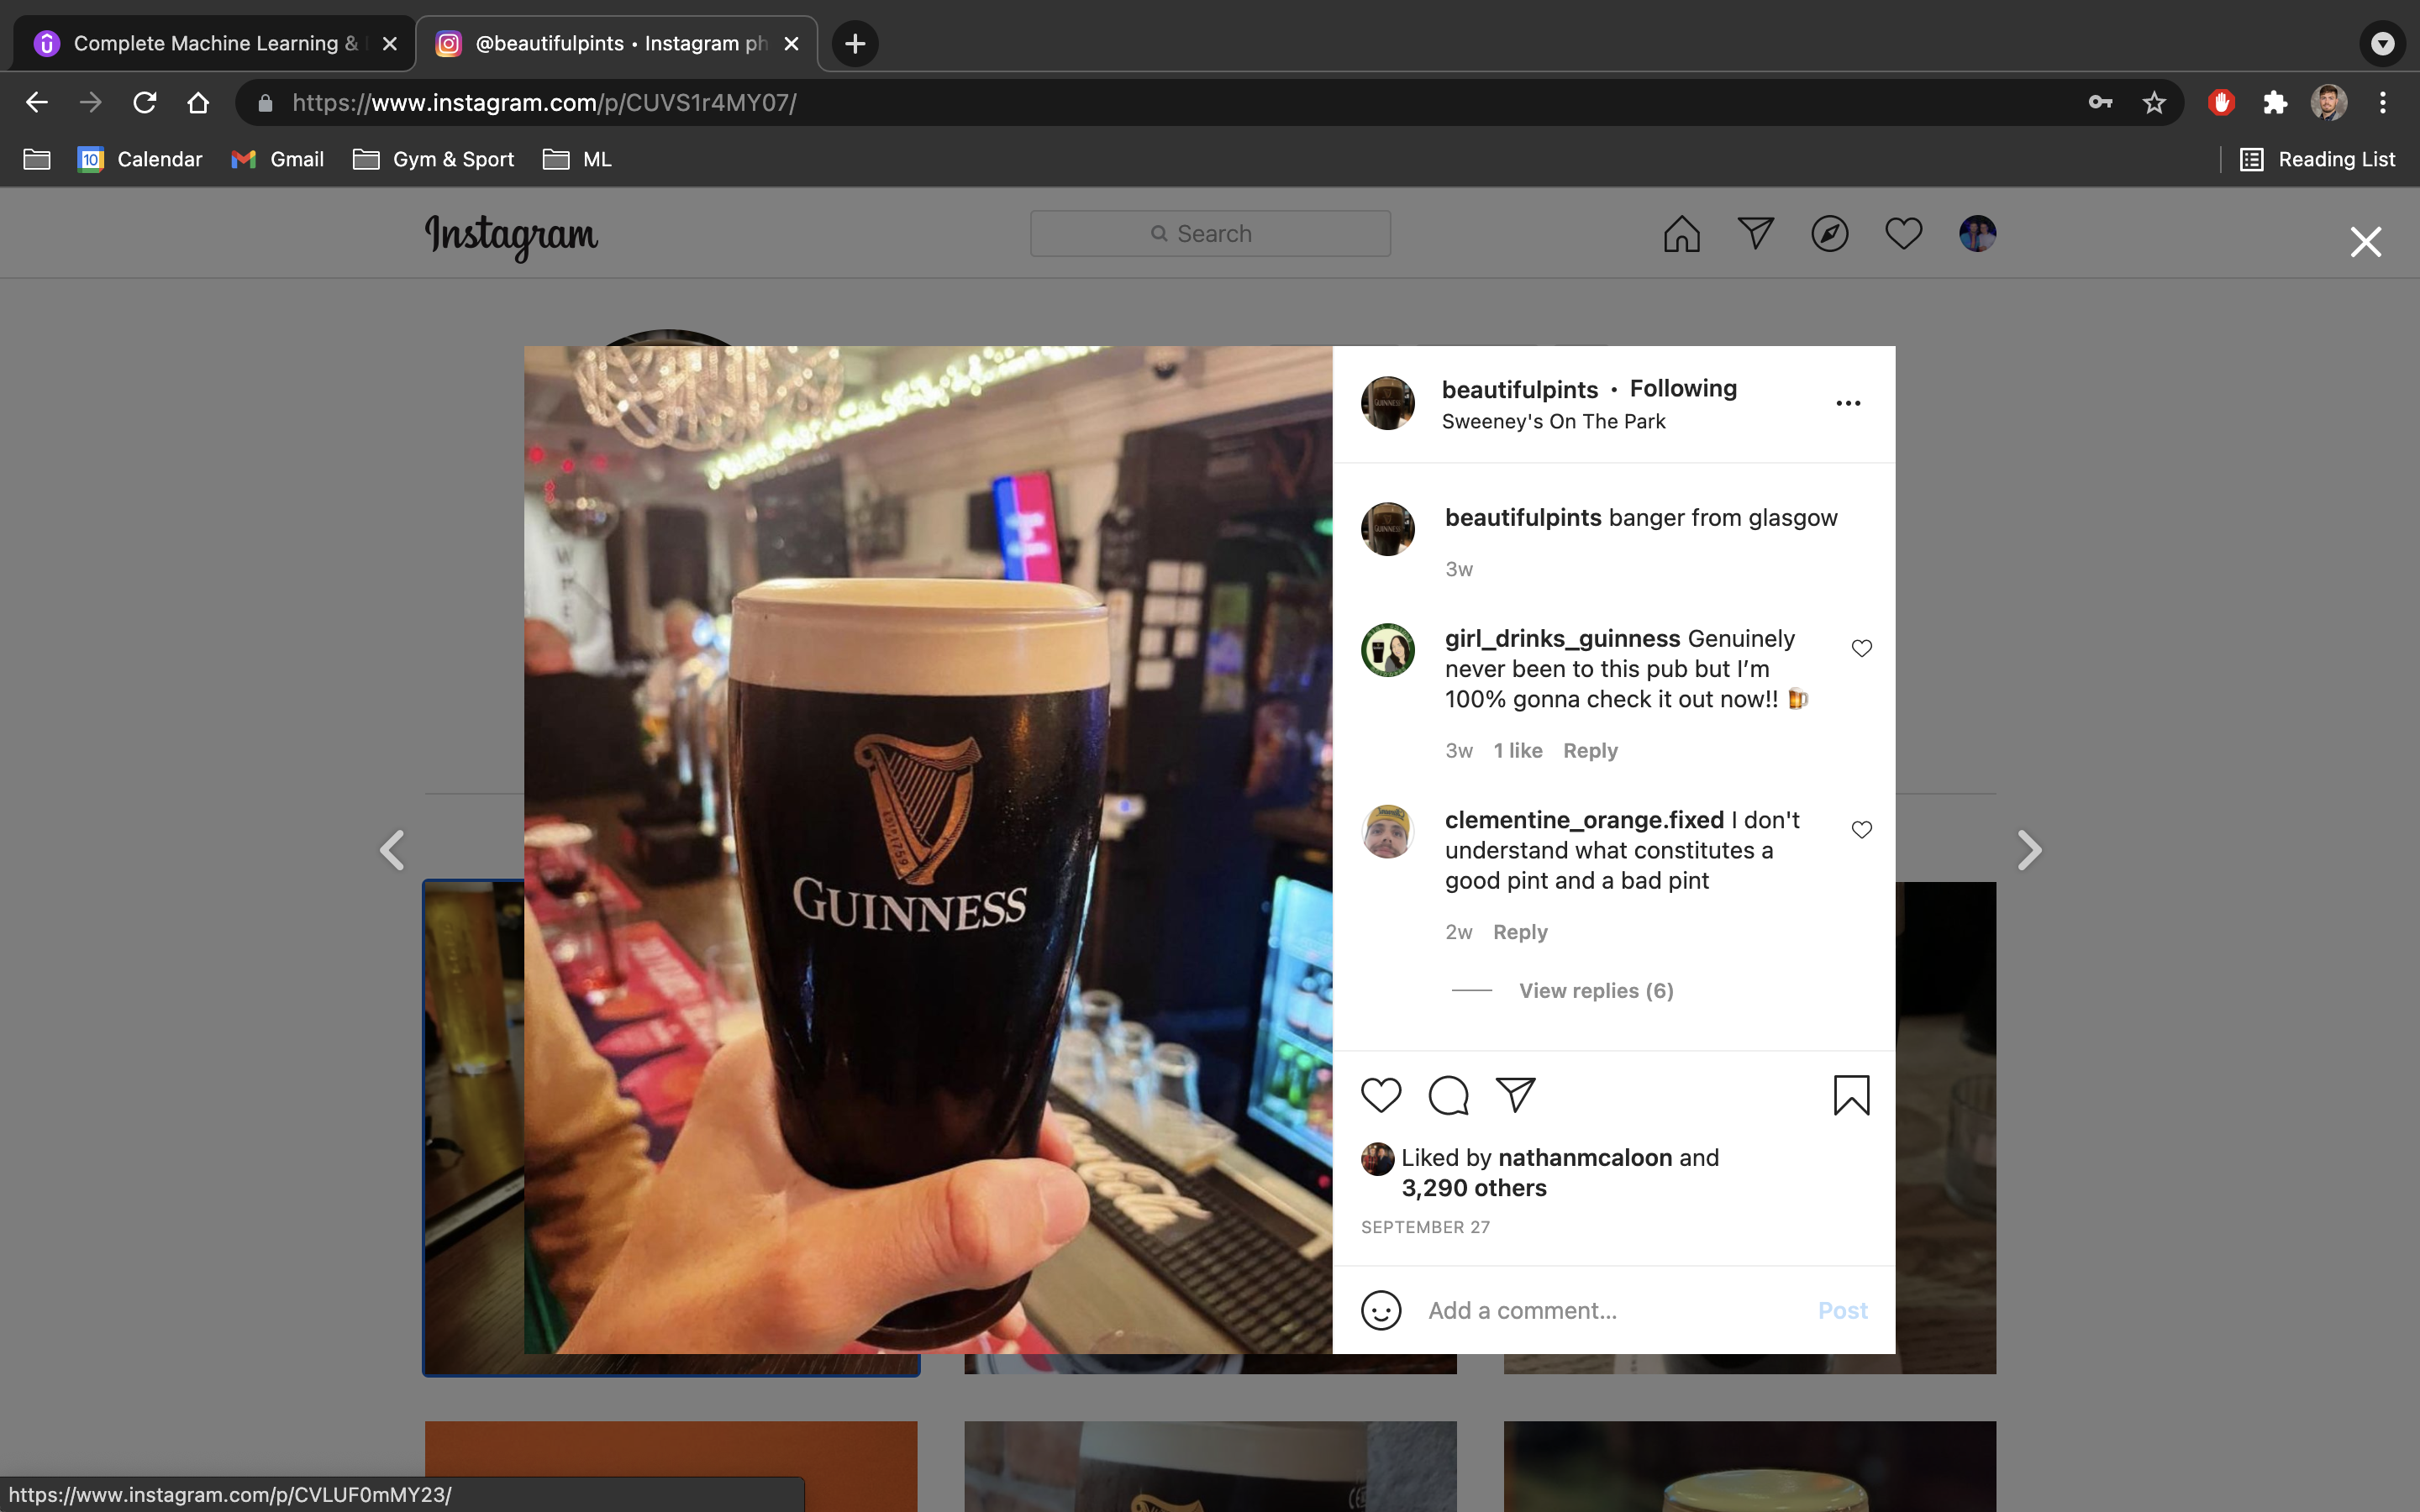 Complete Machine Learning &
@beautifulpints • Instagram ph
https://www.instagram.com/p/CUVS1r4MY07/
10
Calendar
Gmail
Gym & Sport
ML
Reading List
Instagram
Search
beautifulpints • Following
Sweeney's On The Park
beautifulpints banger from glasgow
3w
girl_drinks_guinness Genuinely
never been to this pub but I’m
100% gonna check it out now!! 🍺
3w 1 like Reply
clementine_orange.fixed I don't
understand what constitutes a
good pint and a bad pint
2w Reply
View replies (6)
Liked by nathanmcaloon and
3,290 others
SEPTEMBER 27
Add a comment...
Post
ESTD 1759
GUINNESS
https://www.instagram.com/p/CVLUF0mMY23/